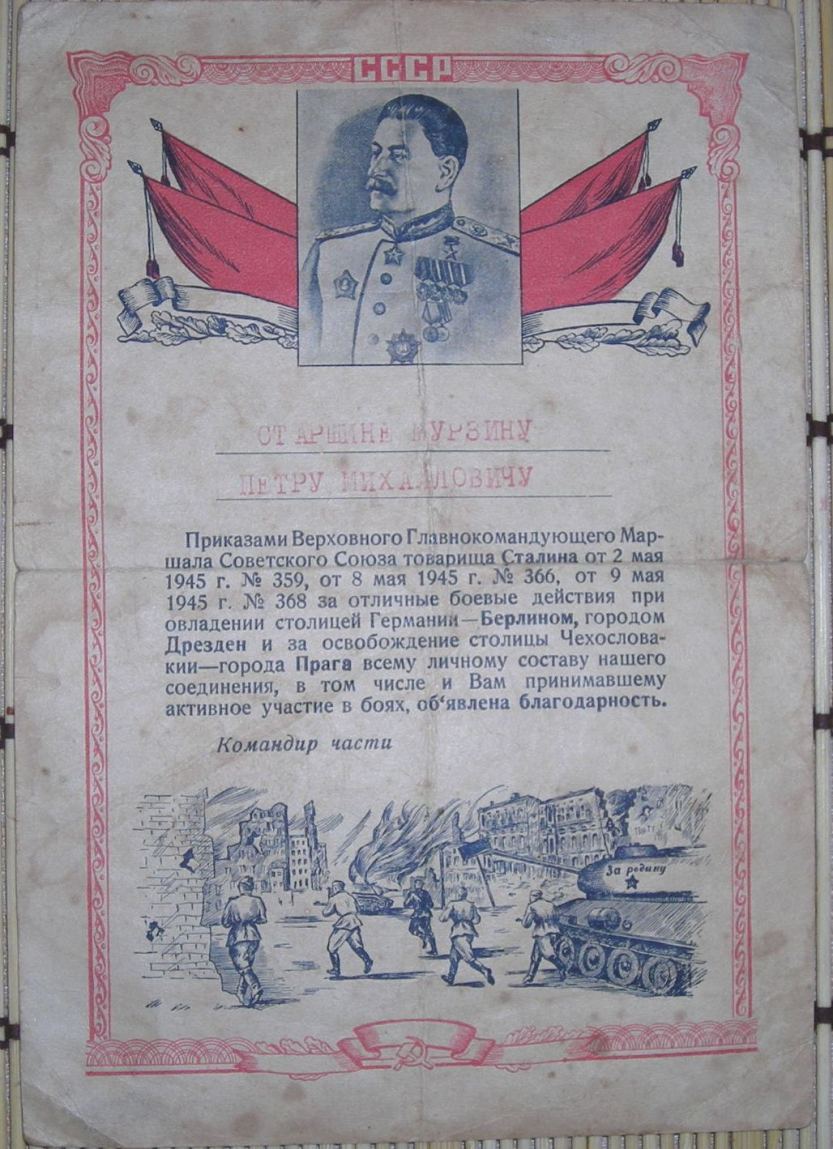 СССР
СТАРШИНЕ МУРЗИНУ
ПЕТРУ МИХАЛЛОВИЧУ
Приказами Верховного Главнокомандующего Мар-
шала Советского Союза товарища Сталина от 2 мая
1945 г. № 359, от 8 мая 1945 г. № 366, от 9 мая
1945 г. № 368 за отличные боевые действия при
овладении столицей Германии—Берлином, городом
Дрезден и за освобождение столицы Чехослова-
кии—города Прага всему личному составу нашего
соединения, в том числе и Вам принимавшему
активное участие в боях, об‘явлена благодарность.
Командир части
За родину